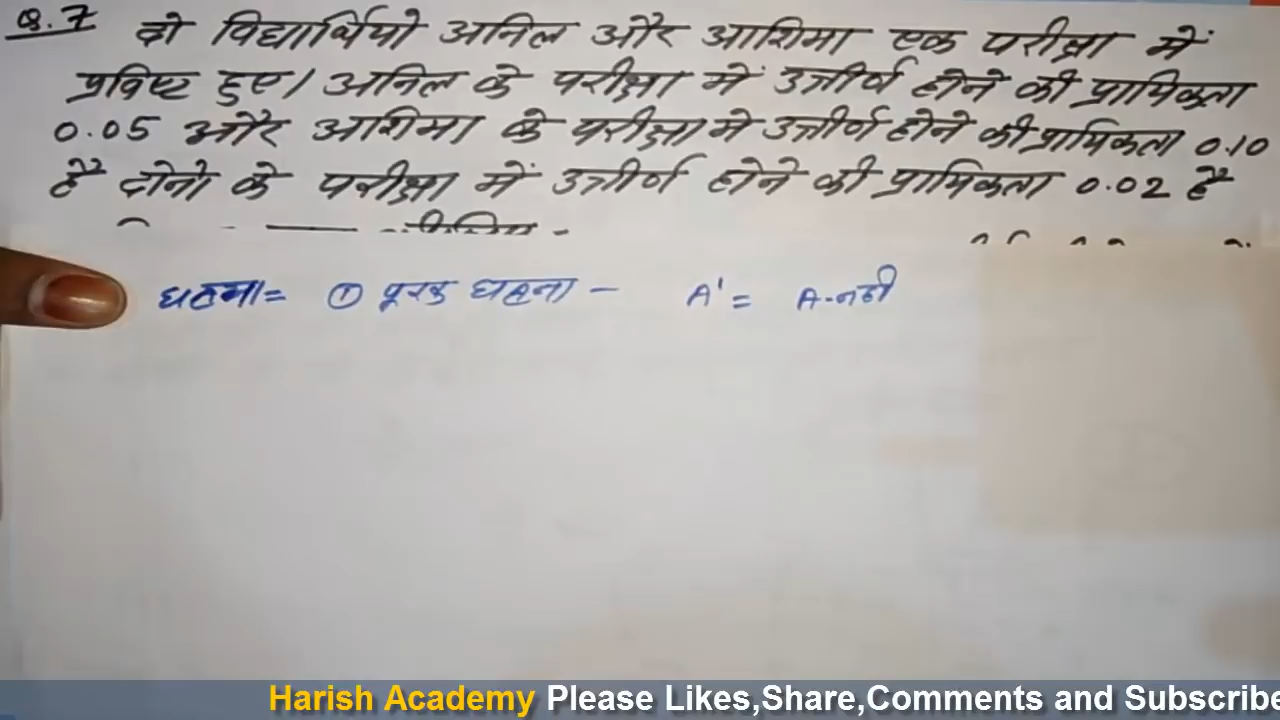 Q.7 दो विद्यार्थियो अनिल और आशिमा एक परीक्षा में
प्रविष्ट हुए। अनिल के परीक्षा में उत्तीर्ण होने की प्रायिकता
0.05 और आशिमा के परीक्षा मे उत्तीर्ण होने की प्रायिकता 0.10
है दोनो के परीक्षा में उत्तीर्ण होने की प्रायिकता 0.02 है
घटना= ① पूरक घटना – A' = A-नही
Harish Academy Please Likes,Share,Comments and Subscribe